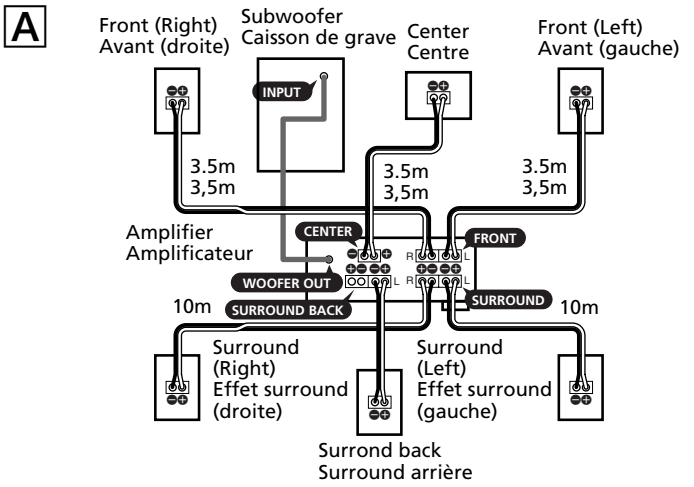 A
Front (Right)
Avant (droite)
Subwoofer
Caisson de grave
Center
Centre
Front (Left)
Avant (gauche)
INPUT
3.5m
3,5m
3.5m
3,5m
3.5m
3,5m
Amplifier
Amplificateur
CENTER
FRONT
R
L
WOOFER OUT
L
R
L
SURROUND BACK
SURROUND
10m
10m
Surround
(Right)
Effet surround
(droite)
Surround
(Left)
Effet surround
(gauche)
Surrond back
Surround arrière